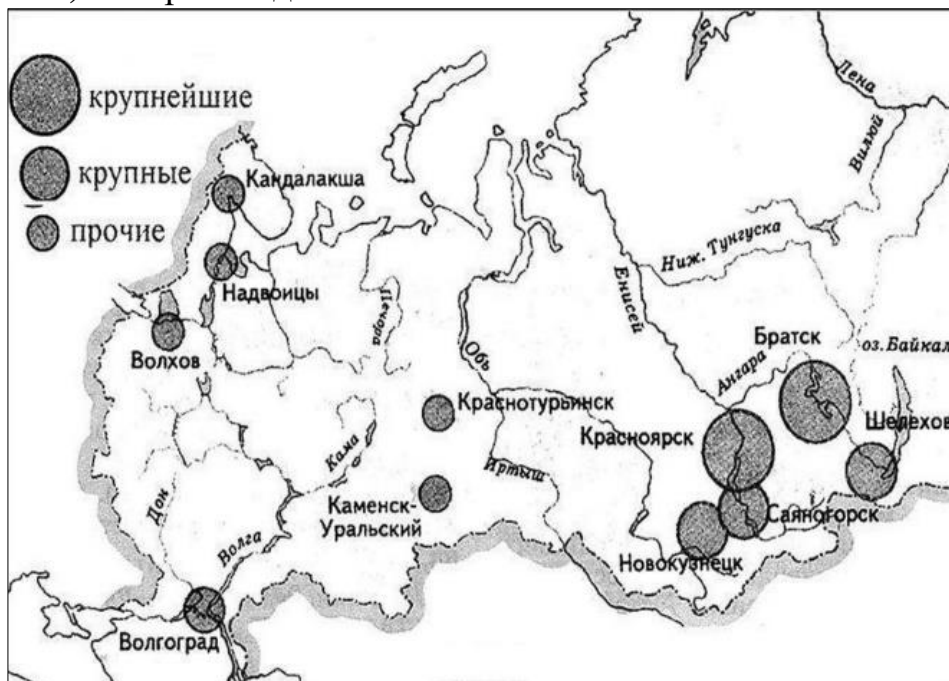 крупнейшие
крупные
прочие
Кандалакша
Надвоицы
Волхов
Печора
Обь
Енисей
Лена
Вилюй
Ниж. Тунгуска
Братск
оз. Байкал
Ангара
Шелехов
Краснотурьинск
Красноярск
Кама
Иртыш
Каменск-
Уральский
Саяногорск
Новокузнецк
Дон
Волга
Волгоград